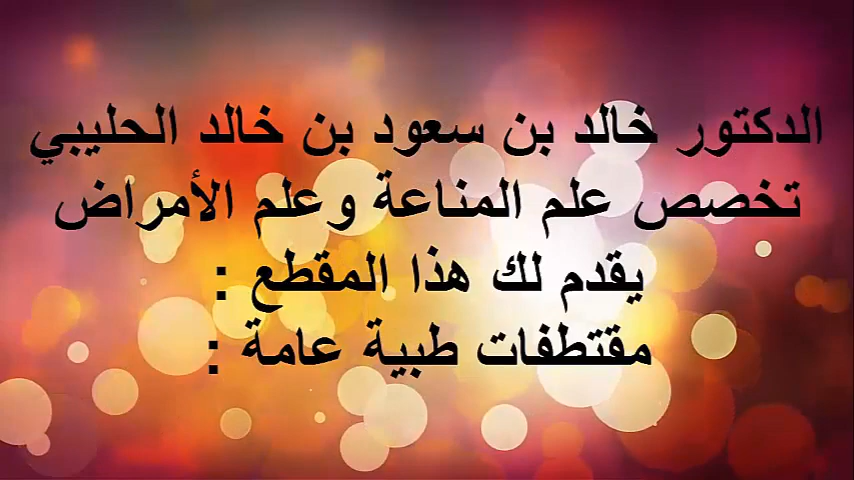 الدكتور خالد بن سعود بن خالد الحليبي
تخصص علم المناعة وعلم الأمراض
يقدم لك هذا المقطع :
مقتطفات طبية عامة :